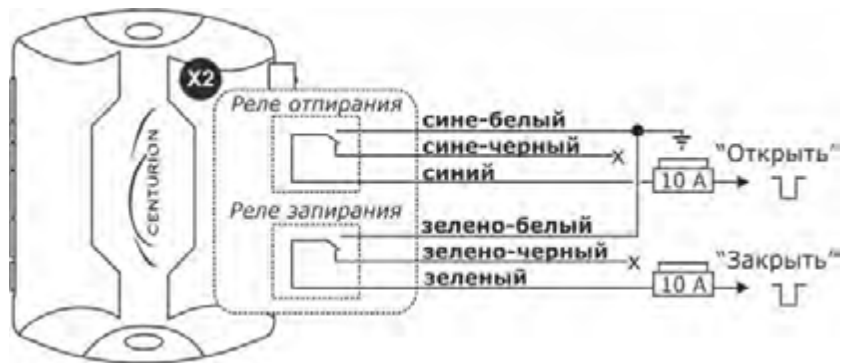 X2
CENTURION
Реле отпирания
сине-белый
сине-черный
X
синий
10 А
"Открыть"
Реле запирания
зелено-белый
зелено-черный
X
зеленый
10 А
"Закрыть"